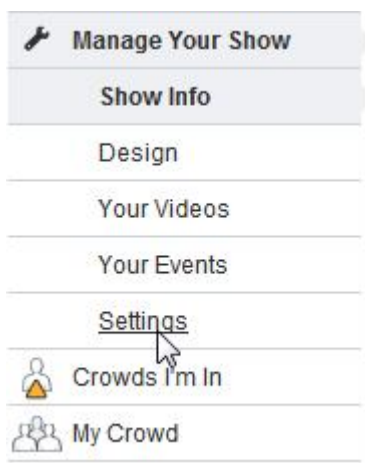 Manage Your Show
Show Info
Design
Your Videos
Your Events
Settings
Crowds I'm In
My Crowd